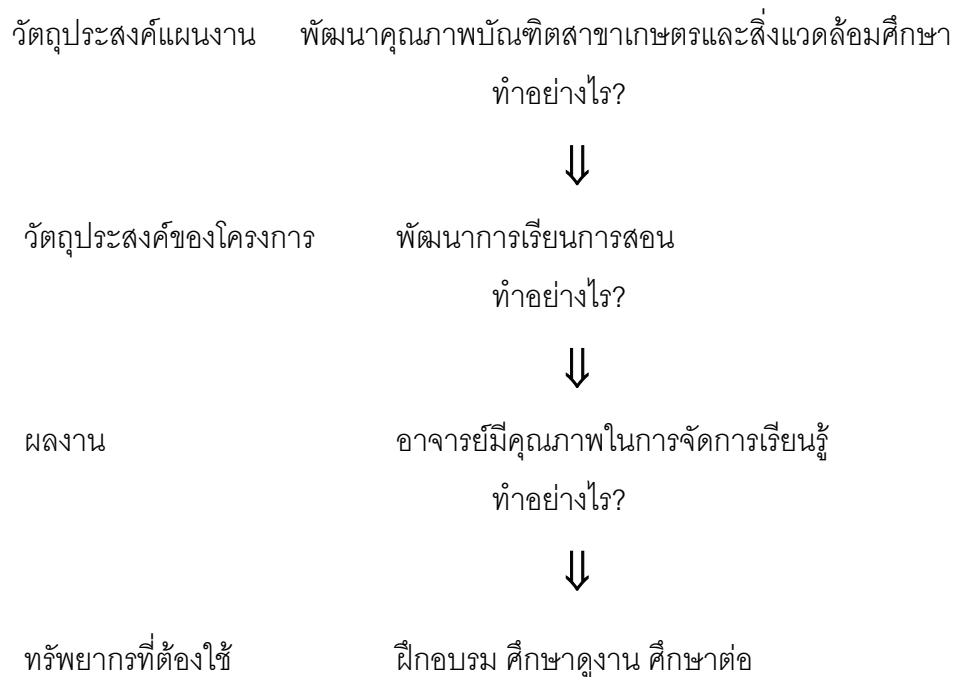 วัตถุประสงค์แผนงาน พัฒนาคุณภาพบัณฑิตสาขาเกษตรและสิ่งแวดล้อมศึกษา
ทำอย่างไร?
⇓
วัตถุประสงค์ของโครงการ พัฒนาการเรียนการสอน
ทำอย่างไร?
⇓
ผลงาน อาจารย์มีคุณภาพในการจัดการเรียนรู้
ทำอย่างไร?
⇓
ทรัพยากรที่ต้องใช้ ฝึกอบรม ศึกษาดูงาน ศึกษาต่อ